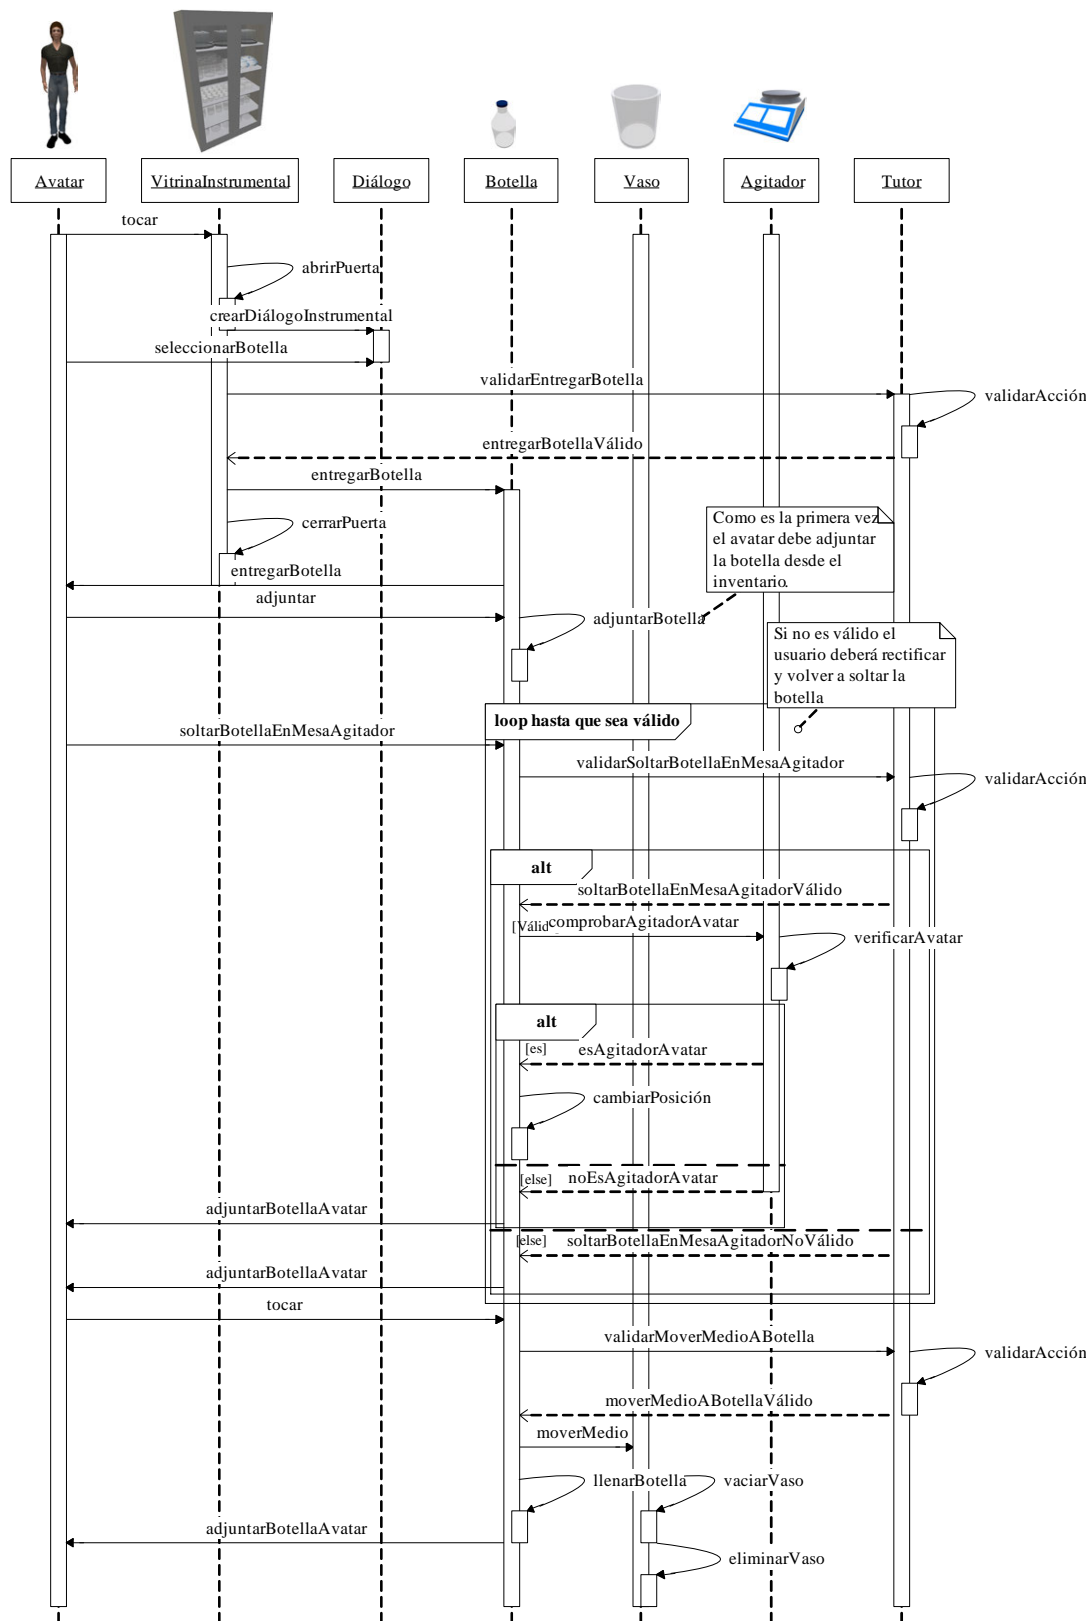 Avatar
VitrinaInstrumental
Diálogo
Botella
Vaso
Agitador
Tutor
tocar
abrirPuerta
crearDiálogoInstrumental
seleccionarBotella
validarEntregarBotella
validarAcción
entregarBotellaVálido
entregarBotella
Como es la primera vez
el avatar debe adjuntar
la botella desde el
inventario.
cerrarPuerta
entregarBotella
adjuntar
adjuntarBotella
Si no es válido el
usuario deberá rectificar
y volver a soltar la
botella
loop hasta que sea válido
soltarBotellaEnMesaAgitador
validarSoltarBotellaEnMesaAgitador
validarAcción
alt
soltarBotellaEnMesaAgitadorVálido
[Válid
comprobarAgitadorAvatar
verificarAvatar
alt
[es]
esAgitadorAvatar
cambiarPosición
[else]
noEsAgitadorAvatar
adjuntarBotellaAvatar
[else]
soltarBotellaEnMesaAgitadorNoVálido
adjuntarBotellaAvatar
tocar
validarMoverMedioABotella
validarAcción
moverMedioABotellaVálido
moverMedio
llenarBotella
vaciarVaso
adjuntarBotellaAvatar
eliminarVaso